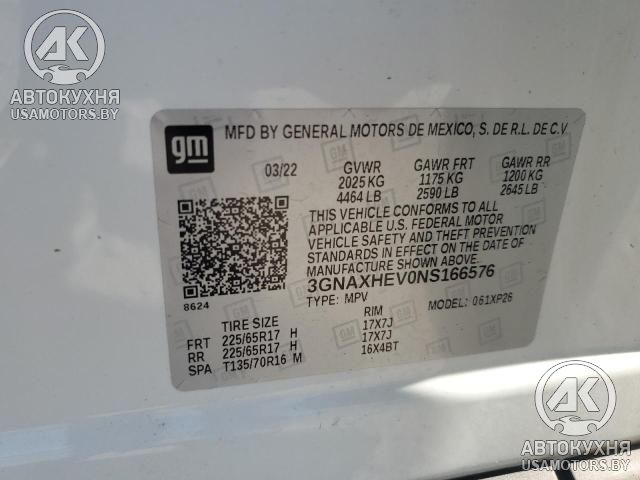 AK
АВТОКУХНЯ
USAMOTORS.BY
gm
MFD BY GENERAL MOTORS DE MEXICO, S. DE R.L. DE C.V
03/22 GVWR GAWR FRT GAWR RR
2025 KG 1175 KG 1200 KG
4464 LB 2590 LB 2645 LB
THIS VEHICLE CONFORMS TO ALL
APPLICABLE U.S. FEDERAL MOTOR
VEHICLE SAFETY AND THEFT PREVENTION
STANDARDS IN EFFECT ON THE DATE OF
MANUFACTURE SHOWN ABOVE.
3GNAXHEV0NS166576
8624 TYPE: MPV MODEL: 061XP26
TIRE SIZE RIM
FRT 225/65R17 H 17X7J
RR 225/65R17 H 17X7J
SPA T135/70R16 M 16X4BT
AK
АВТОКУХНЯ
USAMOTORS.BY